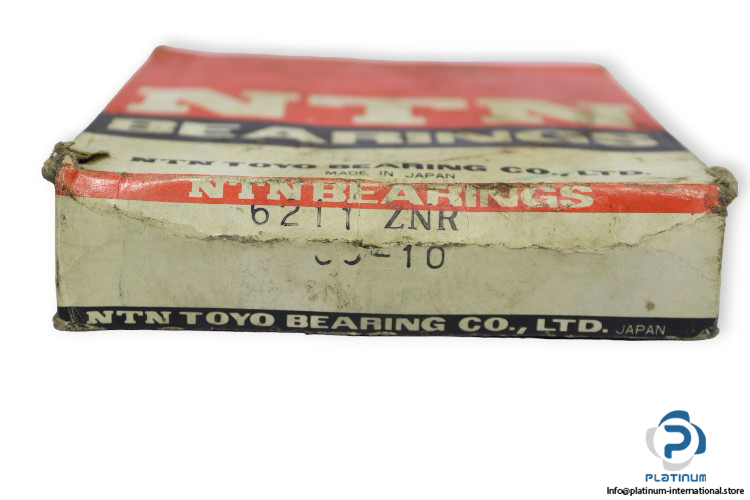 NTN
BEARINGS
NTN TOYO BEARING CO., LTD.
MADE IN JAPAN
NTN BEARINGS
ZNR
-10
NTN TOYO BEARING CO., LTD. JAPAN
PLATINUM
Info@platinum-international.store